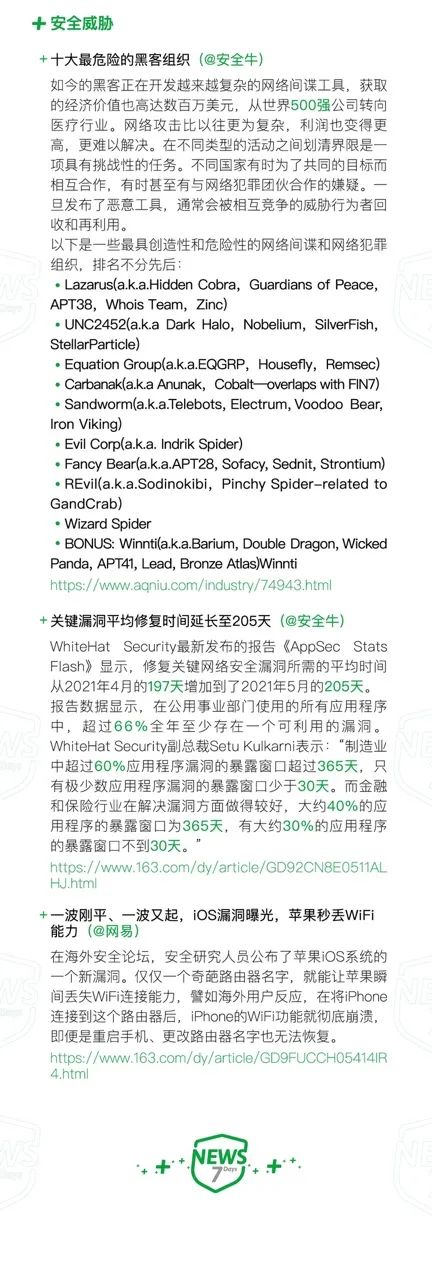 安全威胁
十大最危险的黑客组织（@安全牛）
如今的黑客正在开发越来越复杂的网络间谍工具，获取
的经济价值也高达数百万美元，从世界500强公司转向
医疗行业。网络攻击比以往更为复杂，利润也变得更
高，更难以解决。在不同类型的活动之间划清界限是一
项具有挑战性的任务。不同国家有时为了共同的目标而
相互合作，有时甚至有与网络犯罪团伙合作的嫌疑。一
旦发布了恶意工具，通常会被相互竞争的威胁行为者回
收和再利用。
以下是一些最具创造性和危险性的网络间谍和网络犯罪
组织，排名不分先后：
• Lazarus(a.k.a.Hidden Cobra，Guardians of Peace，
APT38，Whois Team，Zinc)
• UNC2452(a.k.a Dark Halo，Nobelium，SilverFish，
StellarParticle)
• Equation Group(a.k.a.EQGRP，Housefly，Remsec)
• Carbanak(a.k.a Anunak，Cobalt—overlaps with FIN7)
• Sandworm(a.k.a.Telebots, Electrum, Voodoo Bear,
Iron Viking)
• Evil Corp(a.k.a. Indrik Spider)
• Fancy Bear(a.k.a.APT28, Sofacy, Sednit, Strontium)
• REvil(a.k.a.Sodinokibi，Pinchy Spider–related to
GandCrab)
• Wizard Spider
• BONUS: Winnti(a.k.a.Barium, Double Dragon, Wicked
Panda, APT41, Lead, Bronze Atlas)Winnti
https://www.aqniu.com/industry/74943.html
关键漏洞平均修复时间延长至205天（@安全牛）
WhiteHat Security最新发布的报告《AppSec Stats
Flash》显示，修复关键网络安全漏洞所需的平均时间
从2021年4月的197天增加到了2021年5月的205天。
报告数据显示，在公用事业部门使用的所有应用程序
中，超过66%全年至少存在一个可利用的漏洞。
WhiteHat Security副总裁Setu Kulkarni表示：“制造业
中超过60%应用程序漏洞的暴露窗口超过365天，只
有极少数应用程序漏洞的暴露窗口少于30天。而金融
和保险行业在解决漏洞方面做得较好，大约40%的应
用程序的暴露窗口为365天，有大约30%的应用程序
的暴露窗口不到30天。”
https://www.163.com/dy/article/GD92CN8E0511AL
HJ.html
一波刚平、一波又起，iOS漏洞曝光，苹果秒丢WiFi
能力（@网易）
在海外安全论坛，安全研究人员公布了苹果iOS系统的
一个新漏洞。仅仅一个奇葩路由器名字，就能让苹果瞬
间丢失WiFi连接能力，譬如海外用户反应，在将iPhone
连接到这个路由器后，iPhone的WiFi功能就彻底崩溃，
即便是重启手机、更改路由器名字也无法恢复。
https://www.163.com/dy/article/GD9FUCCH05414IR
4.html
NEWS
7 Days